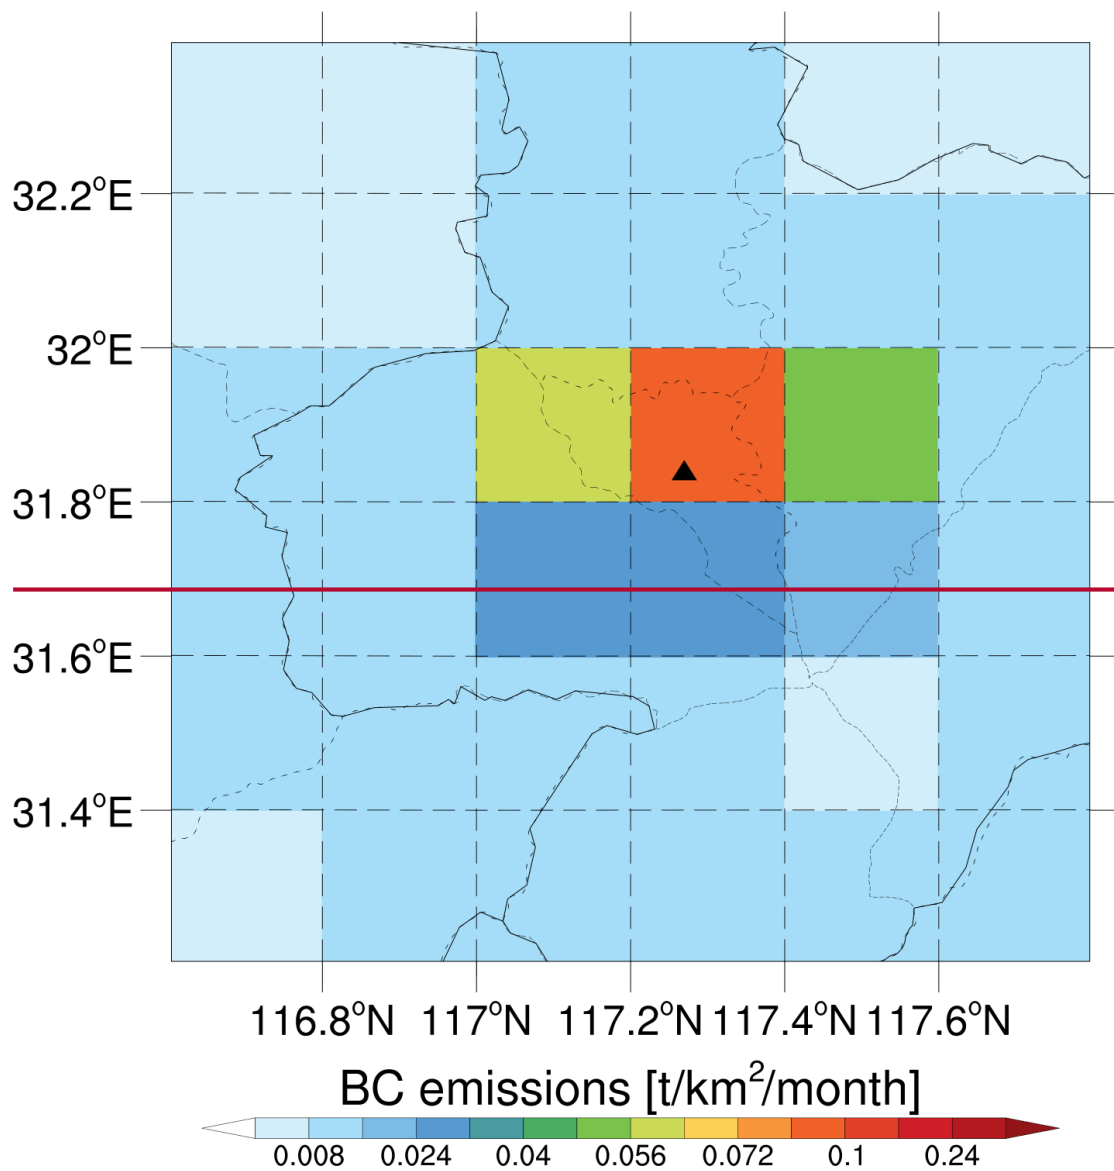 32.2°E
32°E
31.8°E
31.6°E
31.4°E
116.8°N 117°N 117.2°N 117.4°N 117.6°N
BC emissions [t/km²/month]
0.008 0.024 0.04 0.056 0.072 0.1 0.24